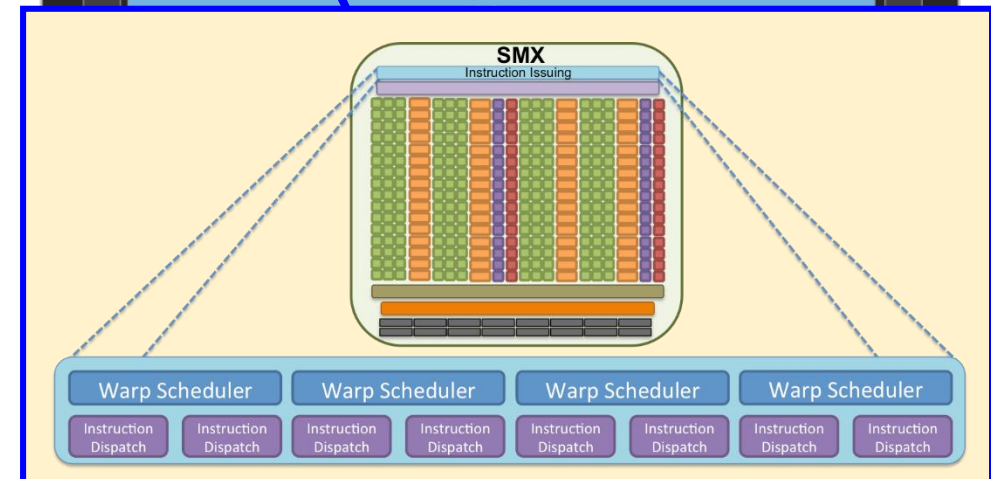 SMX
Instruction Issuing
Warp Scheduler
Warp Scheduler
Warp Scheduler
Warp Scheduler
Instruction
Dispatch
Instruction
Dispatch
Instruction
Dispatch
Instruction
Dispatch
Instruction
Dispatch
Instruction
Dispatch
Instruction
Dispatch
Instruction
Dispatch